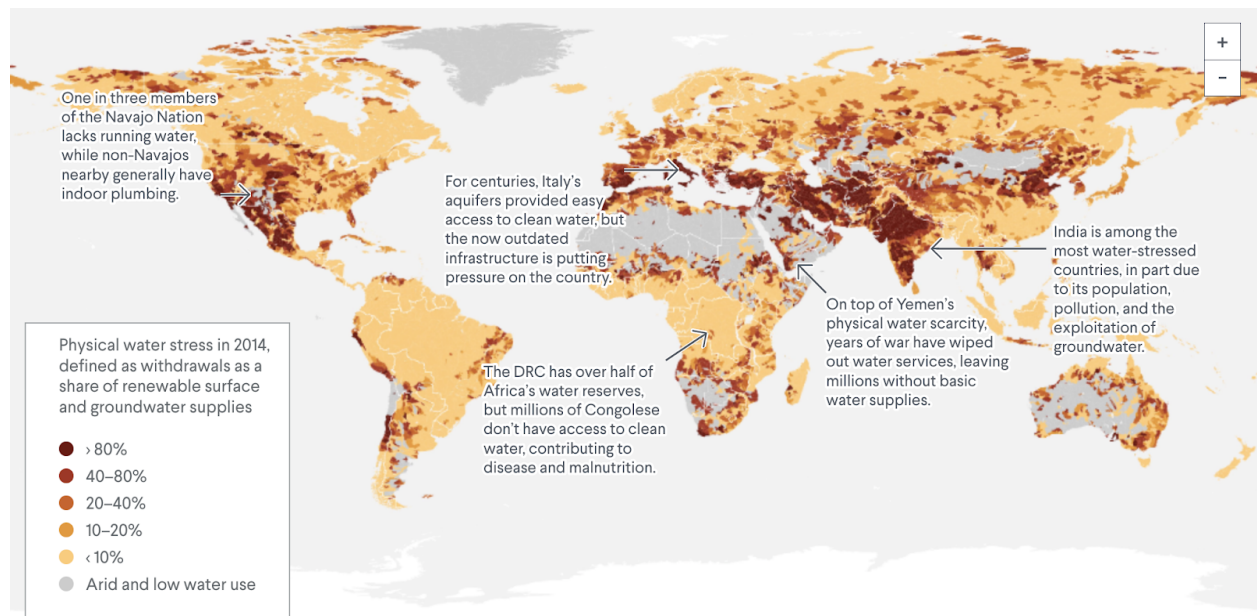 +
-
One in three members
of the Navajo Nation
lacks running water,
while non-Navajos
nearby generally have
indoor plumbing.
For centuries, Italy’s
aquifers provided easy
access to clean water, but
the now outdated
infrastructure is putting
pressure on the country.
India is among the
most water-stressed
countries, in part due
to its population,
pollution, and the
exploitation of
groundwater.
On top of Yemen’s
physical water scarcity,
years of war have wiped
out water services, leaving
millions without basic
water supplies.
The DRC has over half of
Africa’s water reserves,
but millions of Congolese
don’t have access to clean
water, contributing to
disease and malnutrition.
Physical water stress in 2014,
defined as withdrawals as a
share of renewable surface
and groundwater supplies
› 80%
40–80%
20–40%
10–20%
‹ 10%
Arid and low water use